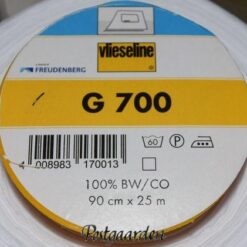 vlieseline
FREUDENBERG
G 700
4 008983 170013
60 P
100% BW/CO
90 cm x 25 m
Postgaarden